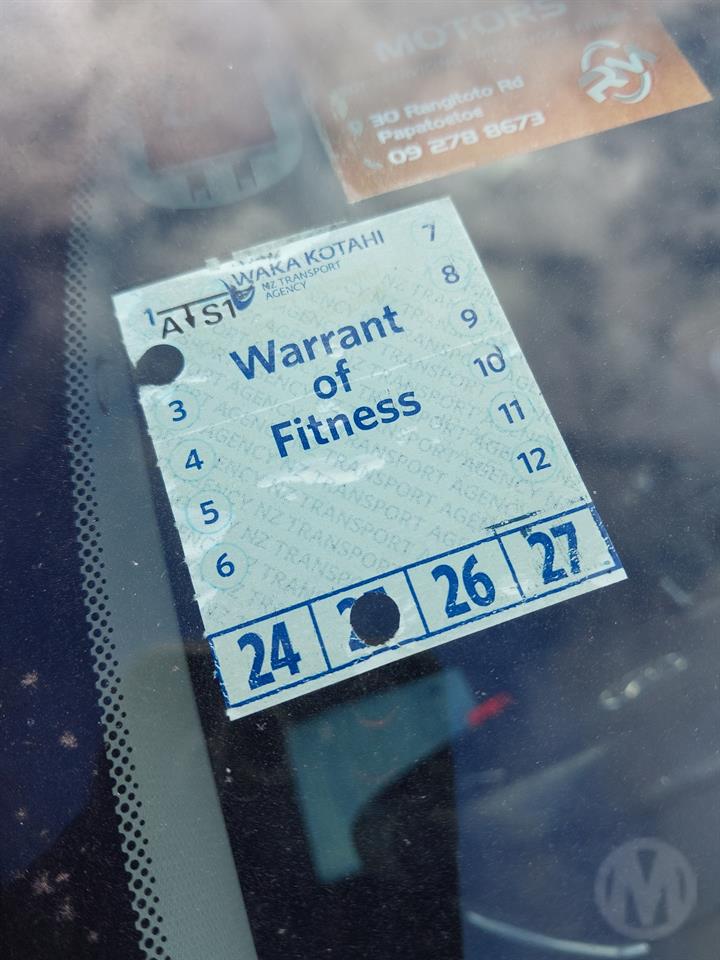 MOTORS
30 Rangitoto Rd
Papatoetoe
09 278 8673
WAKA KOTAHI
NZ TRANSPORT
AGENCY
1
Warrant
of
Fitness
3
4
5
6
7
8
9
10
11
12
24
26
27
M